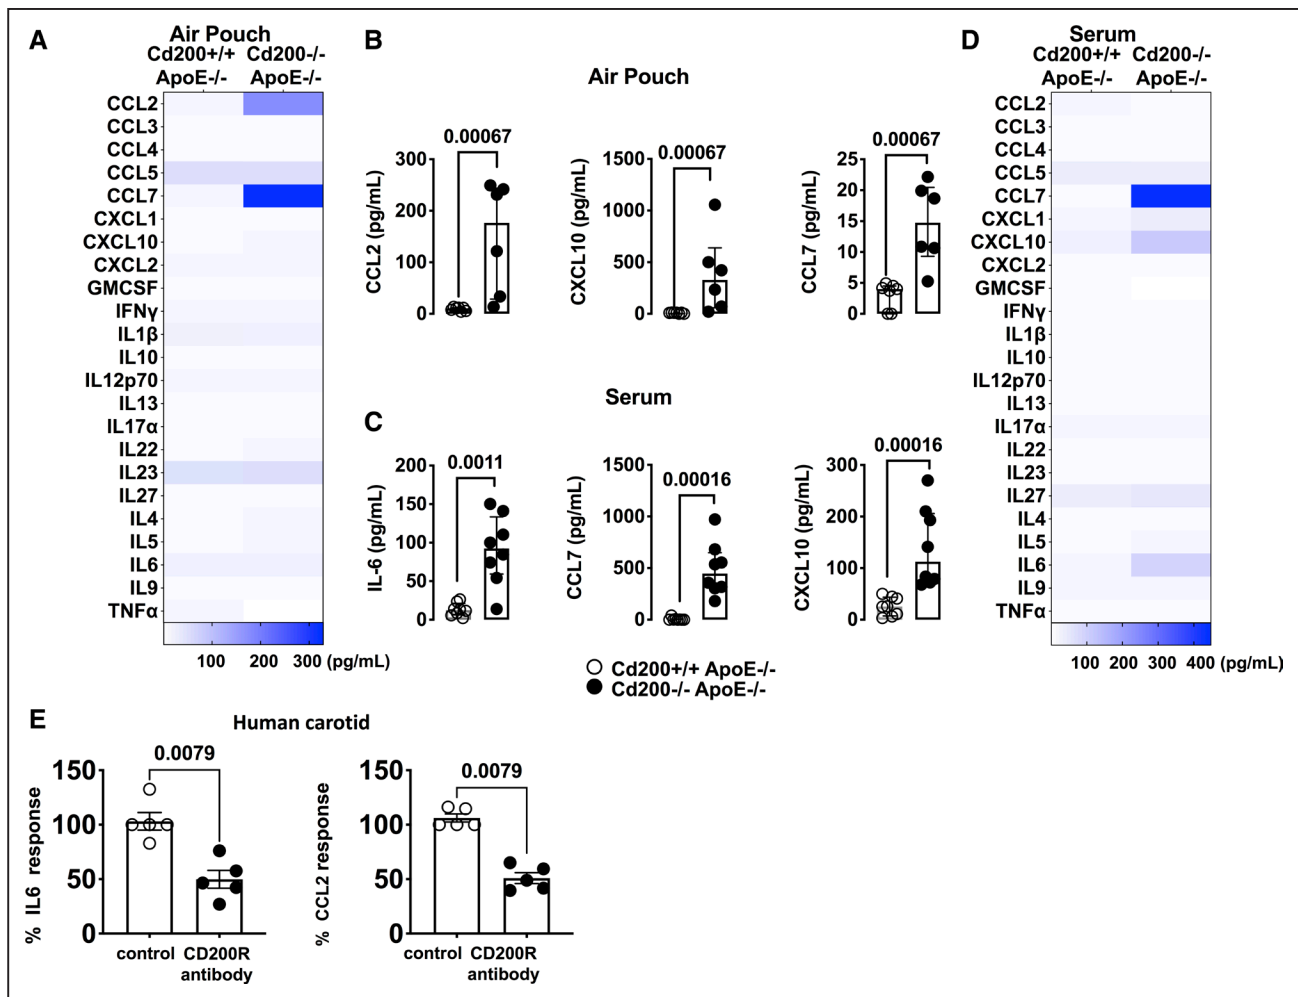 A
Air Pouch
Cd200+/+ Cd200-/-
ApoE-/- ApoE-/-
CCL2
CCL3
CCL4
CCL5
CCL7
CXCL1
CXCL10
CXCL2
GMCSF
IFNγ
IL1β
IL10
IL12p70
IL13
IL17α
IL22
IL23
IL27
IL4
IL5
IL6
IL9
TNFα
100 200 300 (pg/mL)
B
Air Pouch
0.00067
CCL2 (pg/mL)
300
200
100
0
0.00067
CXCL10 (pg/mL)
1500
1000
500
0
0.00067
CCL7 (pg/mL)
25
20
15
10
5
0
C
Serum
0.0011
IL-6 (pg/mL)
200
150
100
50
0
0.00016
CCL7 (pg/mL)
1500
1000
500
0
0.00016
CXCL10 (pg/mL)
300
200
100
0
Cd200+/+ ApoE-/-
Cd200-/- ApoE-/-
D
Serum
Cd200+/+ Cd200-/-
ApoE-/- ApoE-/-
CCL2
CCL3
CCL4
CCL5
CCL7
CXCL1
CXCL10
CXCL2
GMCSF
IFNγ
IL1β
IL10
IL12p70
IL13
IL17α
IL22
IL23
IL27
IL4
IL5
IL6
IL9
TNFα
100 200 300 400 (pg/mL)
E
Human carotid
0.0079
% IL6 response
150
100
50
0
control CD200R
antibody
0.0079
% CCL2 response
150
100
50
0
control CD200R
antibody